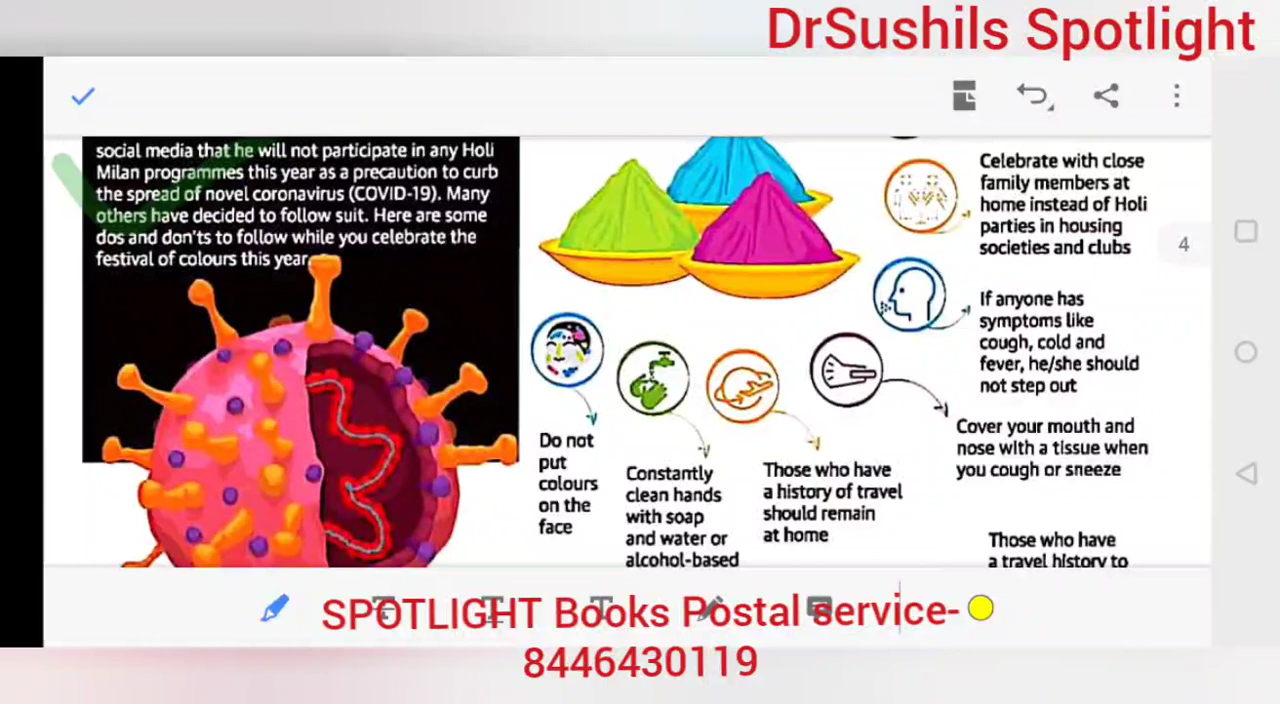 DrSushils Spotlight
social media that he will not participate in any Holi
Milan programmes this year as a precaution to curb
the spread of novel coronavirus (COVID-19). Many
others have decided to follow suit. Here are some
dos and don'ts to follow while you celebrate the
festival of colours this year.
Celebrate with close
family members at
home instead of Holi
parties in housing
societies and clubs
4
If anyone has
symptoms like
cough, cold and
fever, he/she should
not step out
Cover your mouth and
nose with a tissue when
you cough or sneeze
Do not
put
colours
on the
face
Constantly
clean hands
with soap
and water or
alcohol-based
Those who have
a history of travel
should remain
at home
Those who have
a travel history to
SPOTLIGHT Books Postal service-
8446430119